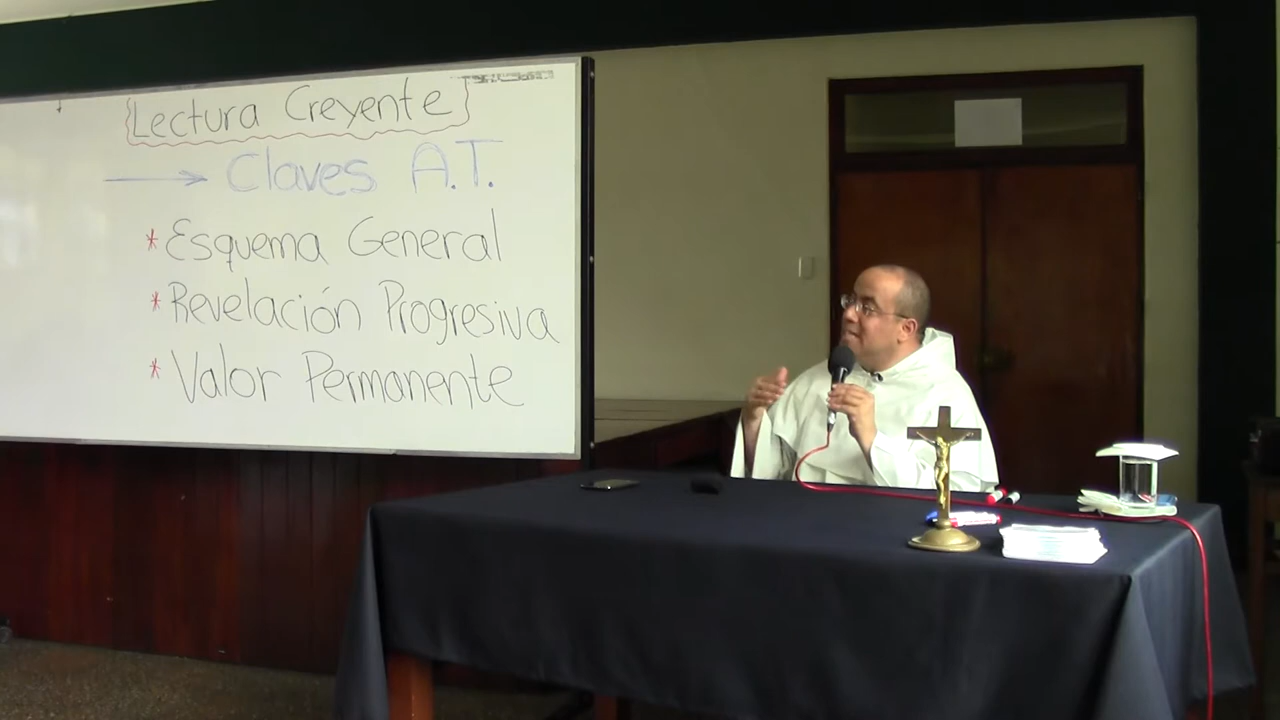 {Lectura Creyente}
→ Claves A.T.
* Esquema General
* Revelación Progresiva
* Valor Permanente